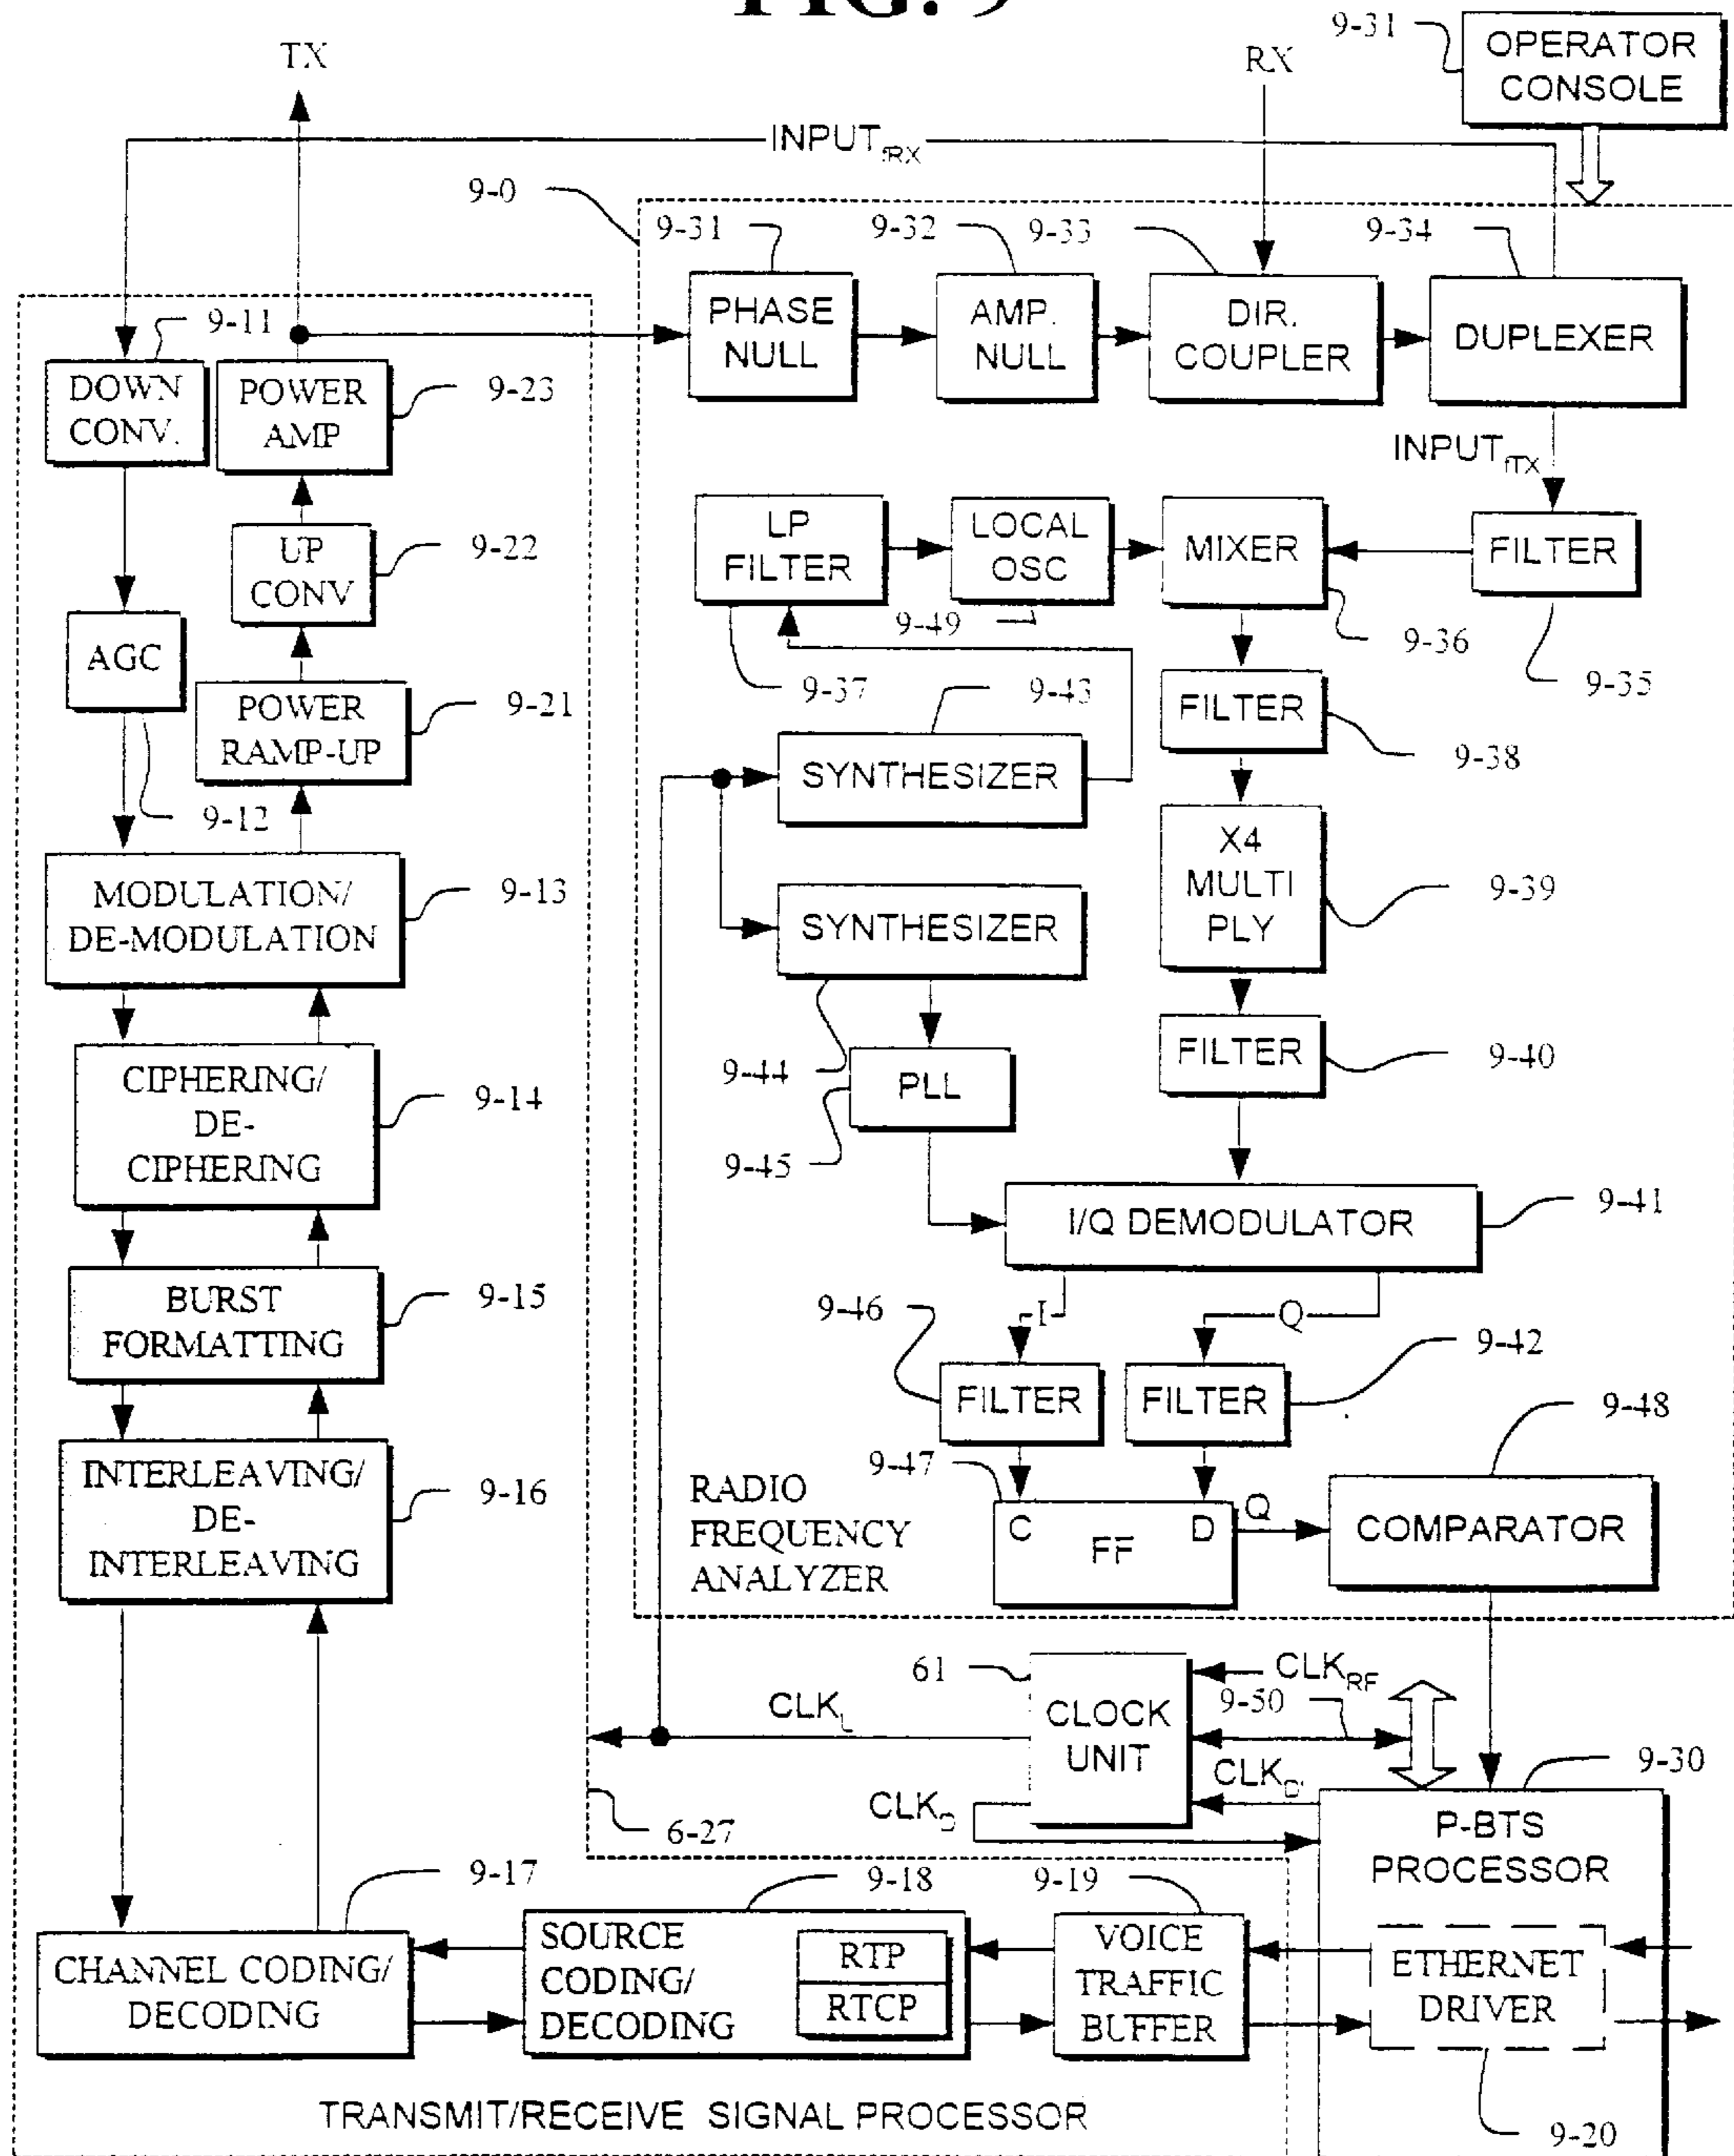 FIG. 9
9-31
OPERATOR
CONSOLE
TX
RX
INPUT fRX
9-0
9-31
9-32
9-33
9-34
PHASE
NULL
AMP.
NULL
DIR.
COUPLER
DUPLEXER
9-11
DOWN
CONV.
POWER
AMP
9-23
INPUT fTX
LP
FILTER
LOCAL
OSC
MIXER
FILTER
UP
CONV
9-22
9-49
9-36
9-35
AGC
9-37
9-43
POWER
RAMP-UP
9-21
FILTER
9-38
SYNTHESIZER
9-12
X4
MULTI
PLY
9-39
MODULATION/
DE-MODULATION
9-13
SYNTHESIZER
FILTER
9-40
9-44
PLL
9-45
CIPHERING/
DE-
CIPHERING
9-14
I/Q DEMODULATOR
9-41
BURST
FORMATTING
9-15
9-46
I
Q
9-42
FILTER
FILTER
9-48
INTERLEAVING/
DE-
INTERLEAVING
9-16
9-47
RADIO
FREQUENCY
ANALYZER
C
FF
D
Q
COMPARATOR
61
CLK RF
9-50
CLK L
CLOCK
UNIT
9-30
CLK D'
CLK D
6-27
P-BTS
PROCESSOR
9-17
9-18
9-19
CHANNEL CODING/
DECODING
SOURCE
CODING/
DECODING
RTP
RTCP
VOICE
TRAFFIC
BUFFER
ETHERNET
DRIVER
TRANSMIT/RECEIVE SIGNAL PROCESSOR
9-20